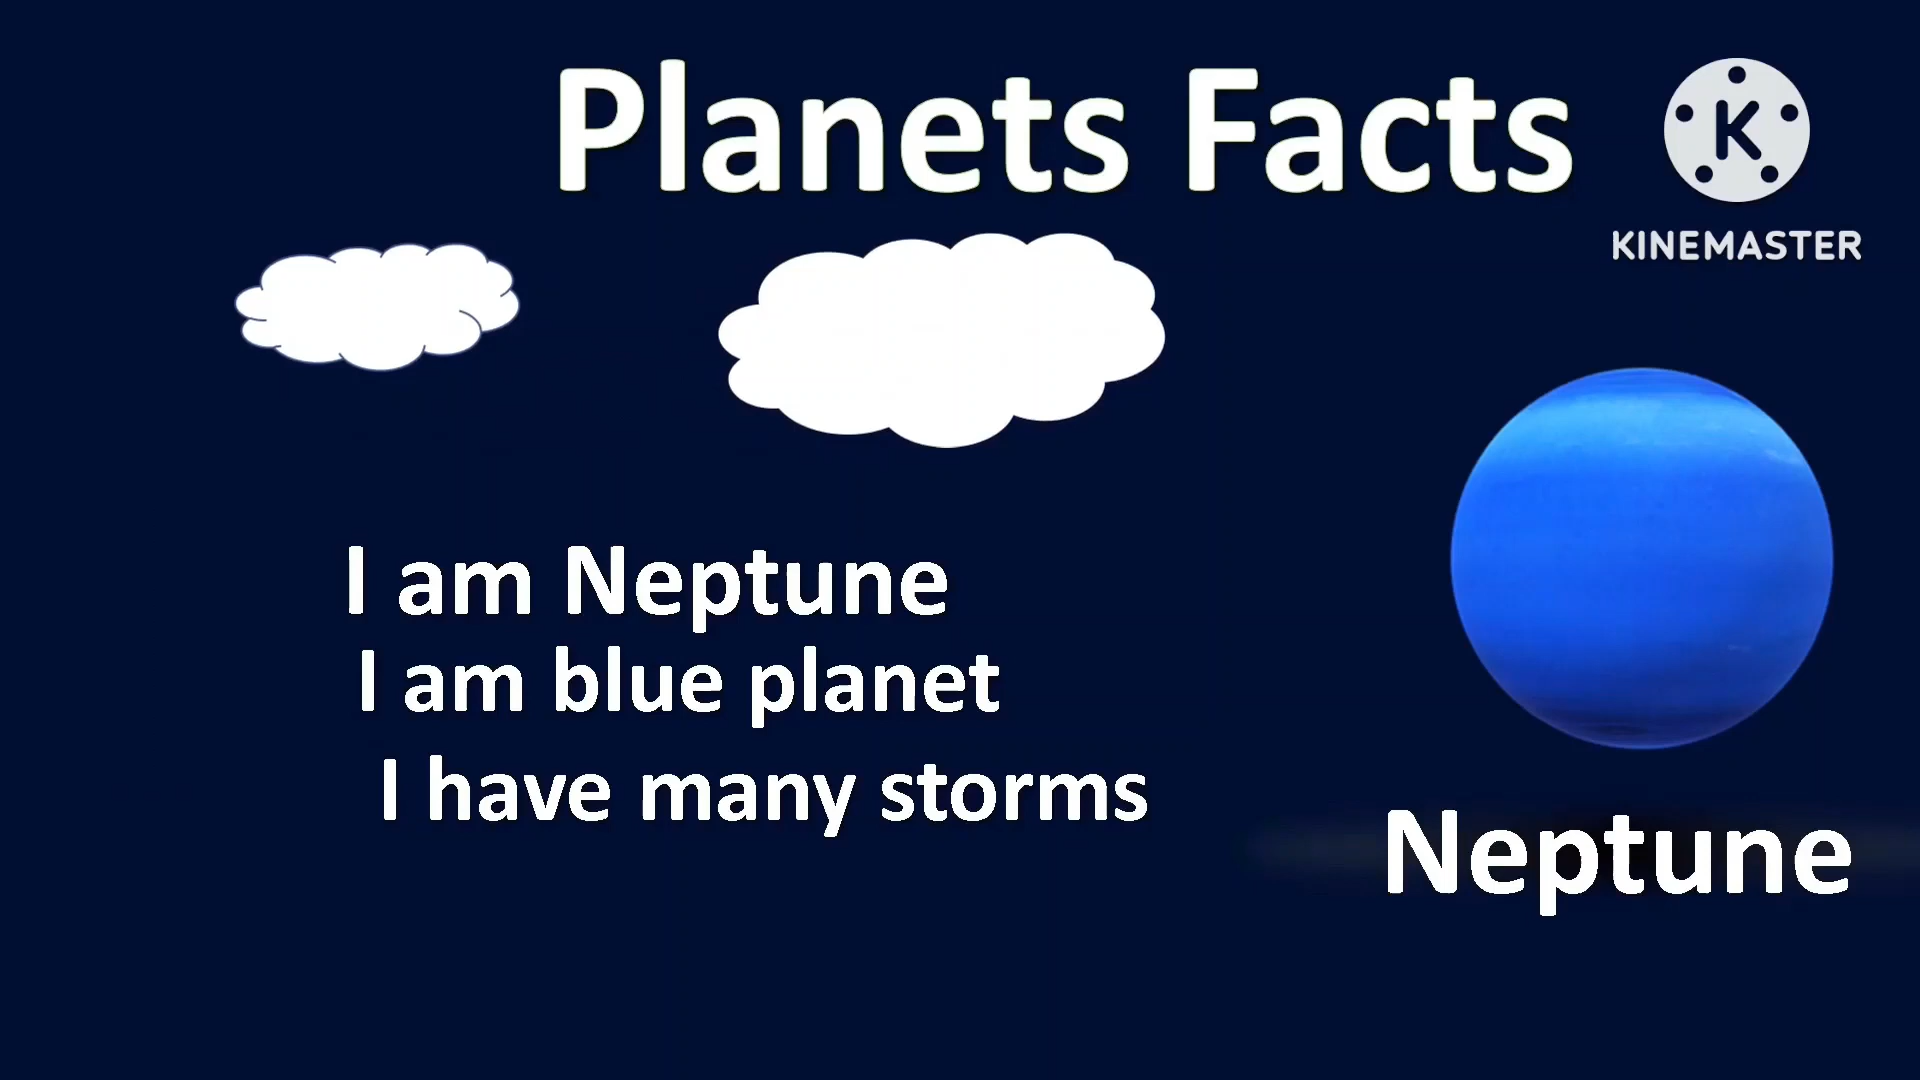 Planets Facts
K
KINEMASTER
I am Neptune
I am blue planet
I have many storms
Neptune